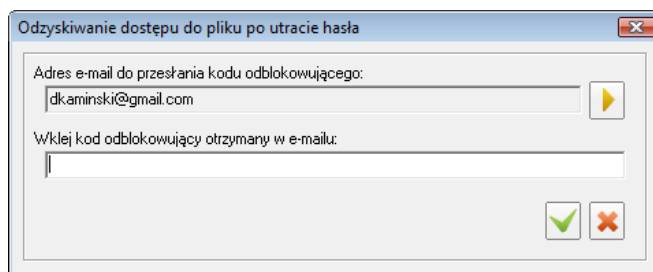 Odzyskiwanie dostępu do pliku po utracie hasła
Adres e-mail do przesłania kodu odblokowującego:
dkaminski@gmail.com
Wklej kod odblokowujący otrzymany w e-mailu: